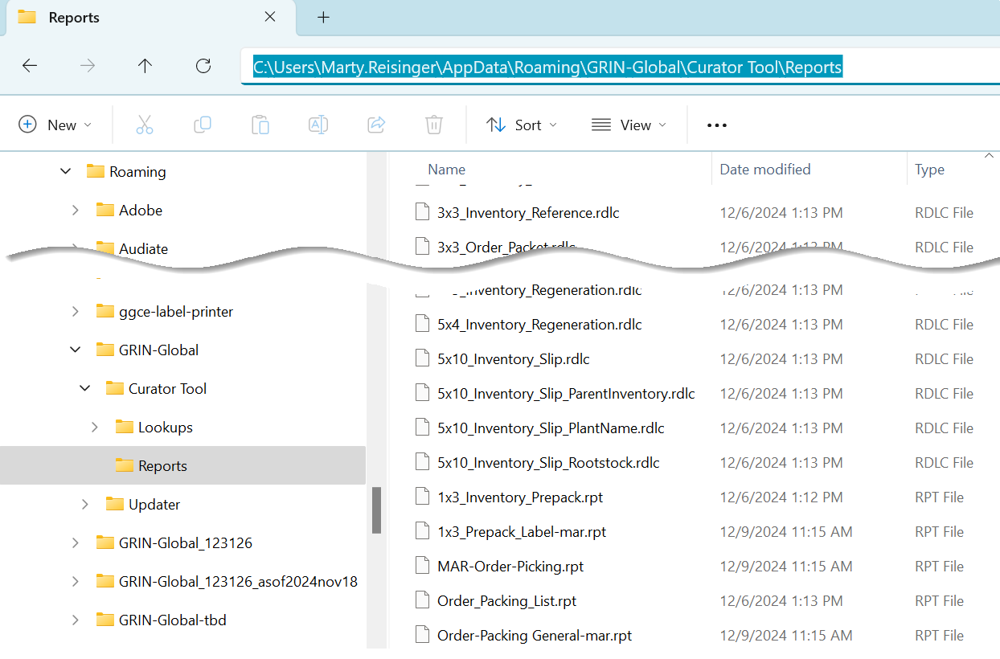 Reports
C:\Users\Marty.Reisinger\AppData\Roaming\GRIN-Global\Curator Tool\Reports
New Sort View
Roaming
Adobe
Audiate
ggce-label-printer
GRIN-Global
Curator Tool
Lookups
Reports
Updater
GRIN-Global_123126
GRIN-Global_123126_asof2024nov18
GRIN-Global-tbd
Name Date modified Type
3x3_Inventory_Reference.rdlc 12/6/2024 1:13 PM RDLC File
3x3_Order_Packet.rdlc 12/6/2024 1:13 PM RDLC File
Inventory_Regeneration.rdlc 12/6/2024 1:13 PM
5x4_Inventory_Regeneration.rdlc 12/6/2024 1:13 PM RDLC File
5x10_Inventory_Slip.rdlc 12/6/2024 1:13 PM RDLC File
5x10_Inventory_Slip_ParentInventory.rdlc 12/6/2024 1:13 PM RDLC File
5x10_Inventory_Slip_PlantName.rdlc 12/6/2024 1:13 PM RDLC File
5x10_Inventory_Slip_Rootstock.rdlc 12/6/2024 1:13 PM RDLC File
1x3_Inventory_Prepack.rpt 12/6/2024 1:12 PM RPT File
1x3_Prepack_Label-mar.rpt 12/9/2024 11:15 AM RPT File
MAR-Order-Picking.rpt 12/9/2024 11:15 AM RPT File
Order_Packing_List.rpt 12/6/2024 1:13 PM RPT File
Order-Packing General-mar.rpt 12/9/2024 11:15 AM RPT File